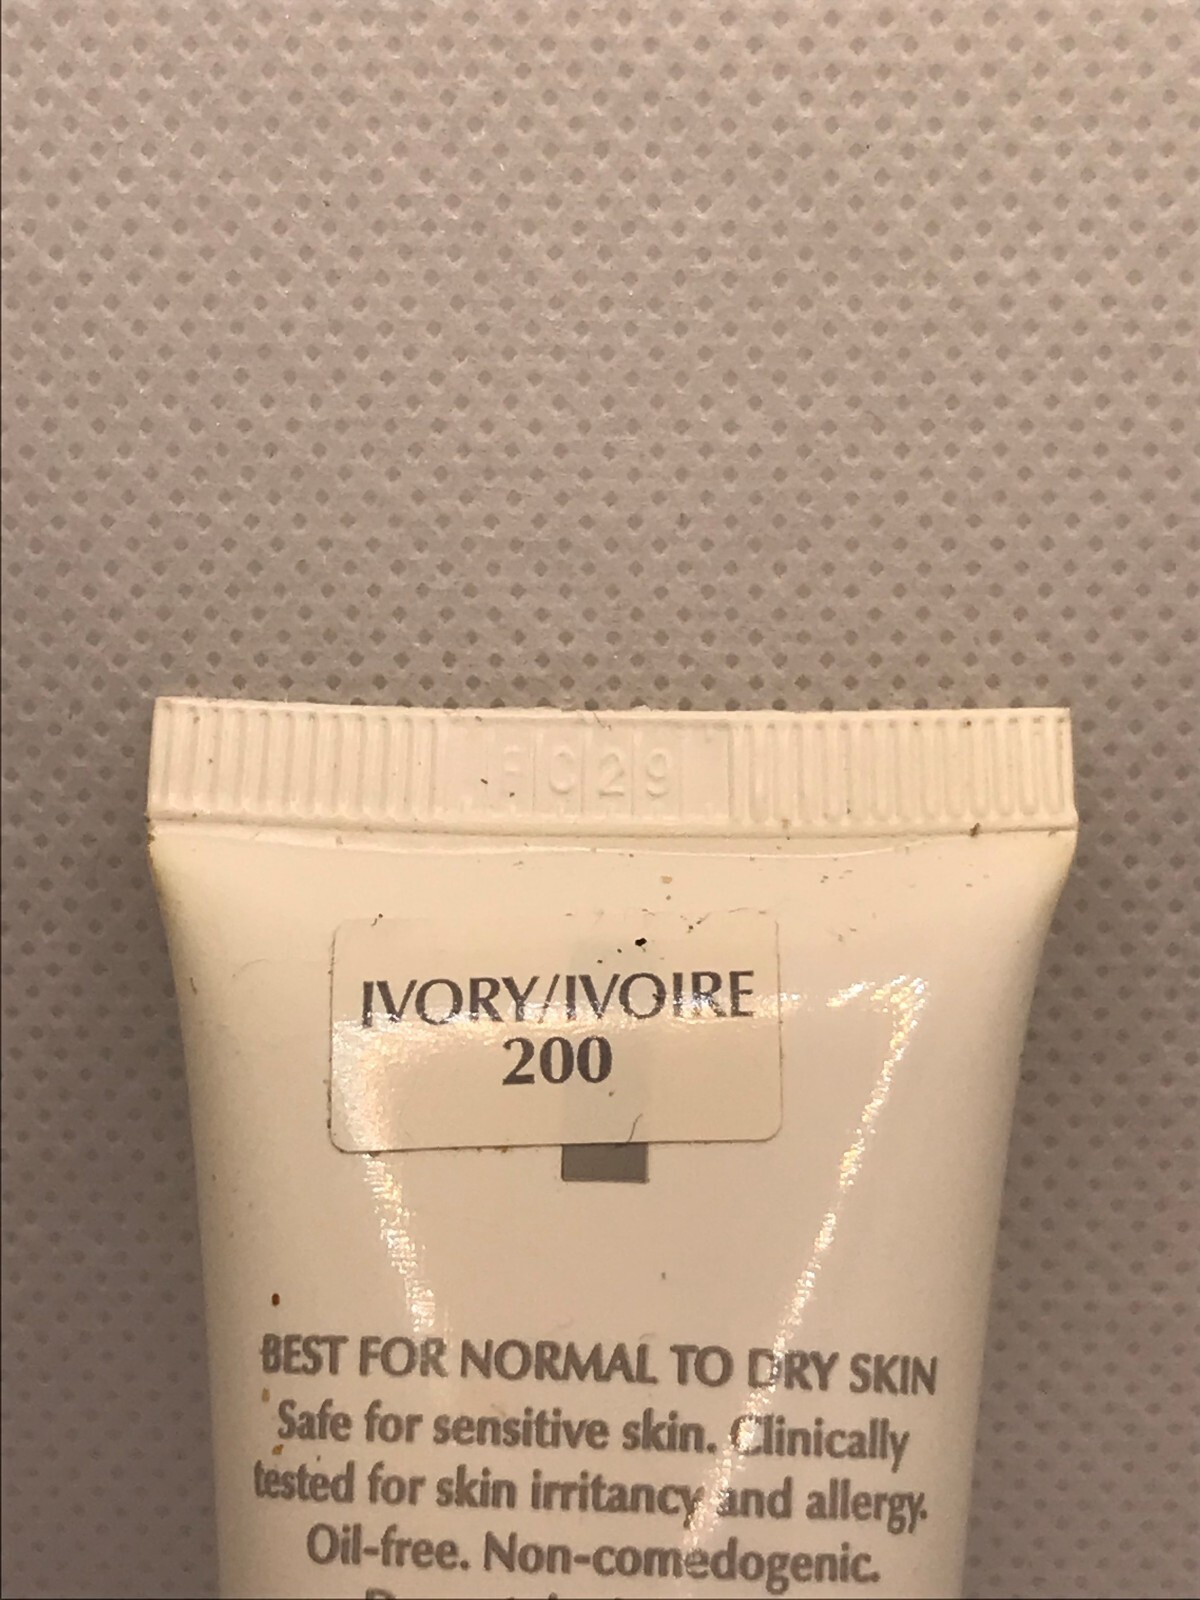 FC29
IVORY/IVOIRE
200
BEST FOR NORMAL TO DRY SKIN
Safe for sensitive skin. Clinically
tested for skin irritancy and allergy.
Oil-free. Non-comedogenic.